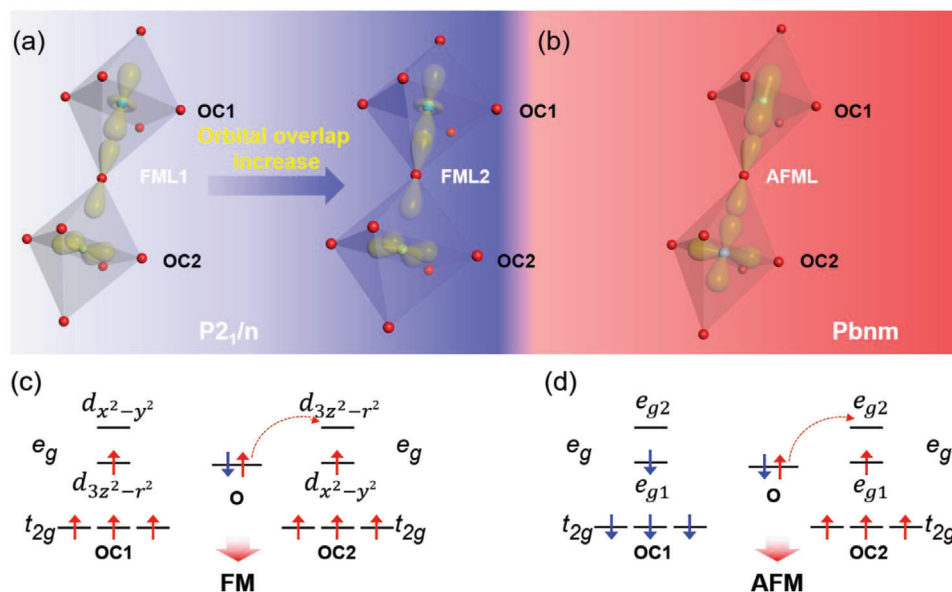 (a)
OC1
FML1
Orbital overlap
increase
OC2
P2₁/n
OC1
FML2
OC2
(b)
OC1
AFML
OC2
Pbnm
(c)
d_{x²−y²}
e_g
d_{3z²−r²}
t_{2g}
OC1
O
FM
d_{3z²−r²}
e_g
d_{x²−y²}
t_{2g}
OC2
(d)
e_{g2}
e_g
e_{g1}
t_{2g}
OC1
O
AFM
e_{g2}
e_g
e_{g1}
t_{2g}
OC2